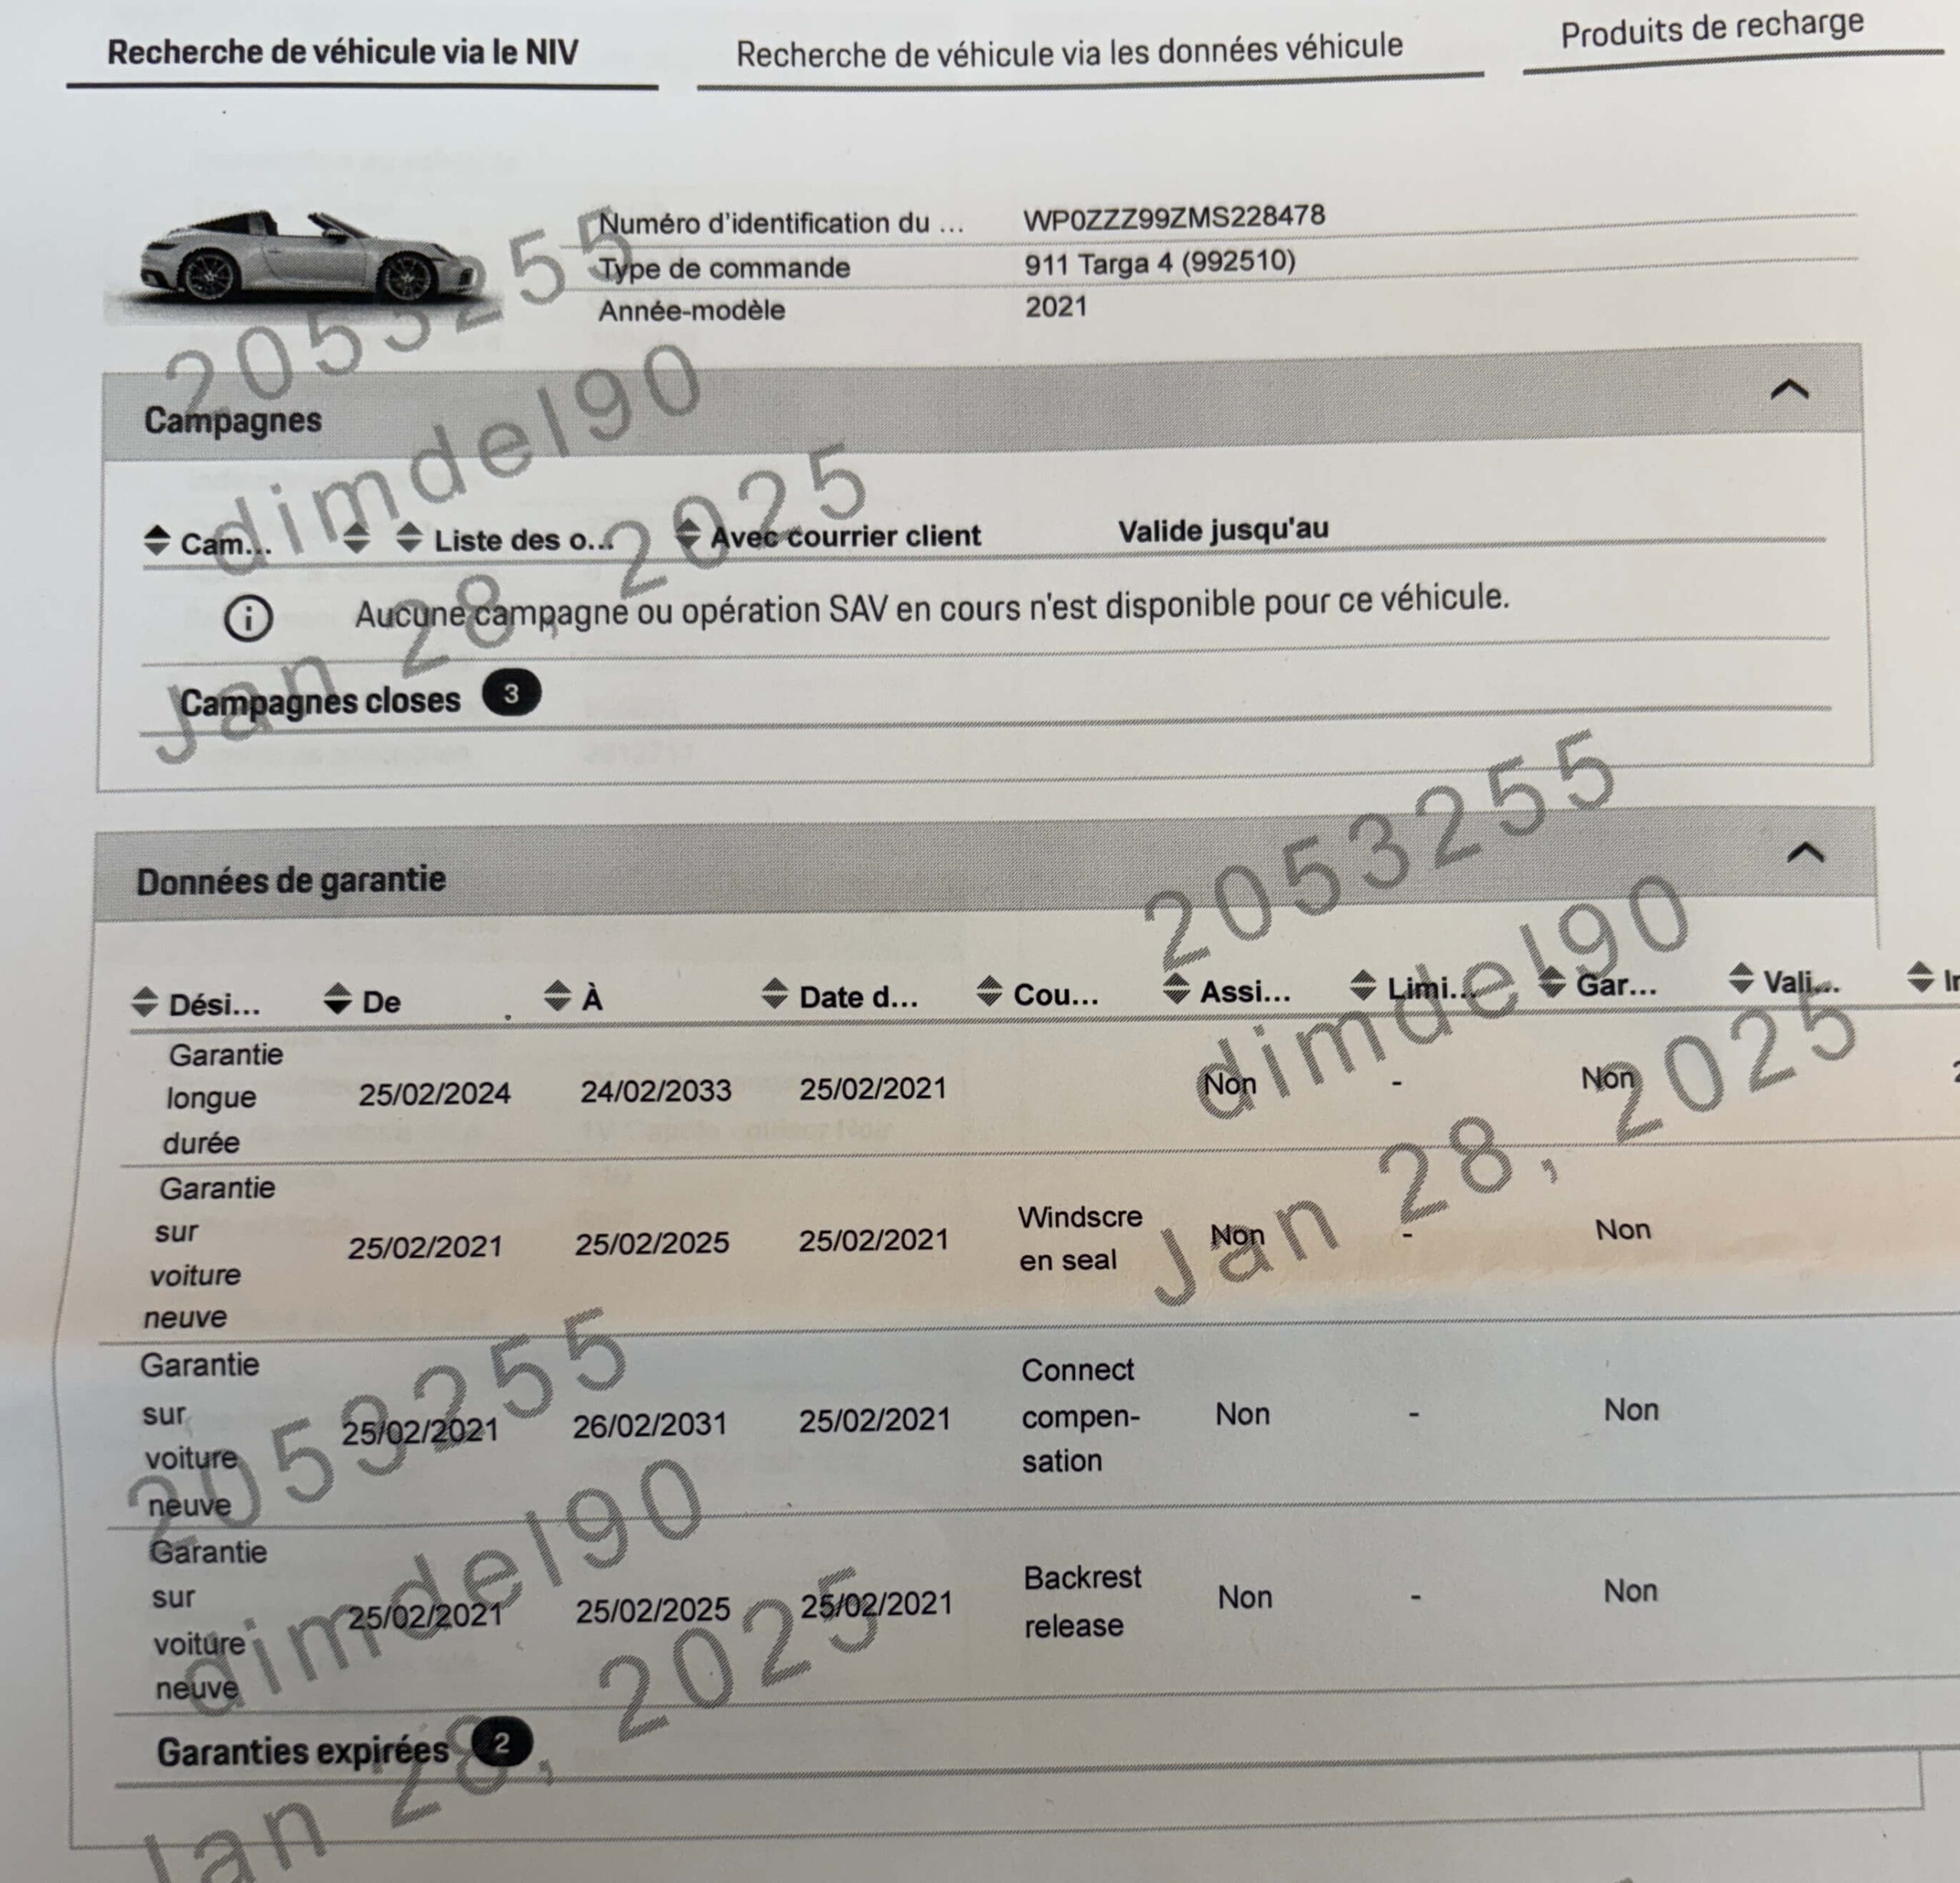 Recherche de véhicule via le NIV
Recherche de véhicule via les données véhicule
Produits de recharge
Numéro d'identification du ... WP0ZZZ99ZMS228478
Type de commande 911 Targa 4 (992510)
Année-modèle 2021
2053255
dimdel90
Jan 28, 2025
Campagnes
Cam... Liste des o... Avec courrier client Valide jusqu'au
Aucune campagne ou opération SAV en cours n'est disponible pour ce véhicule.
Campagnes closes 3
2053255
dimdel90
Jan 28, 2025
Données de garantie
Dési... De À Date d... Cou... Assi... Limi... Gar... Vali...
Garantie
longue 25/02/2024 24/02/2033 25/02/2021 Non - Non
durée
Garantie
sur
voiture 25/02/2021 25/02/2025 25/02/2021 Windscre
en seal Non - Non
neuve
Garantie
sur
voiture 25/02/2021 26/02/2031 25/02/2021 Connect
compen-
sation Non - Non
neuve
Garantie
sur
voiture 25/02/2021 25/02/2025 25/02/2021 Backrest
release Non - Non
neuve
2053255
dimdel90
Jan 28, 2025
Garanties expirées 2